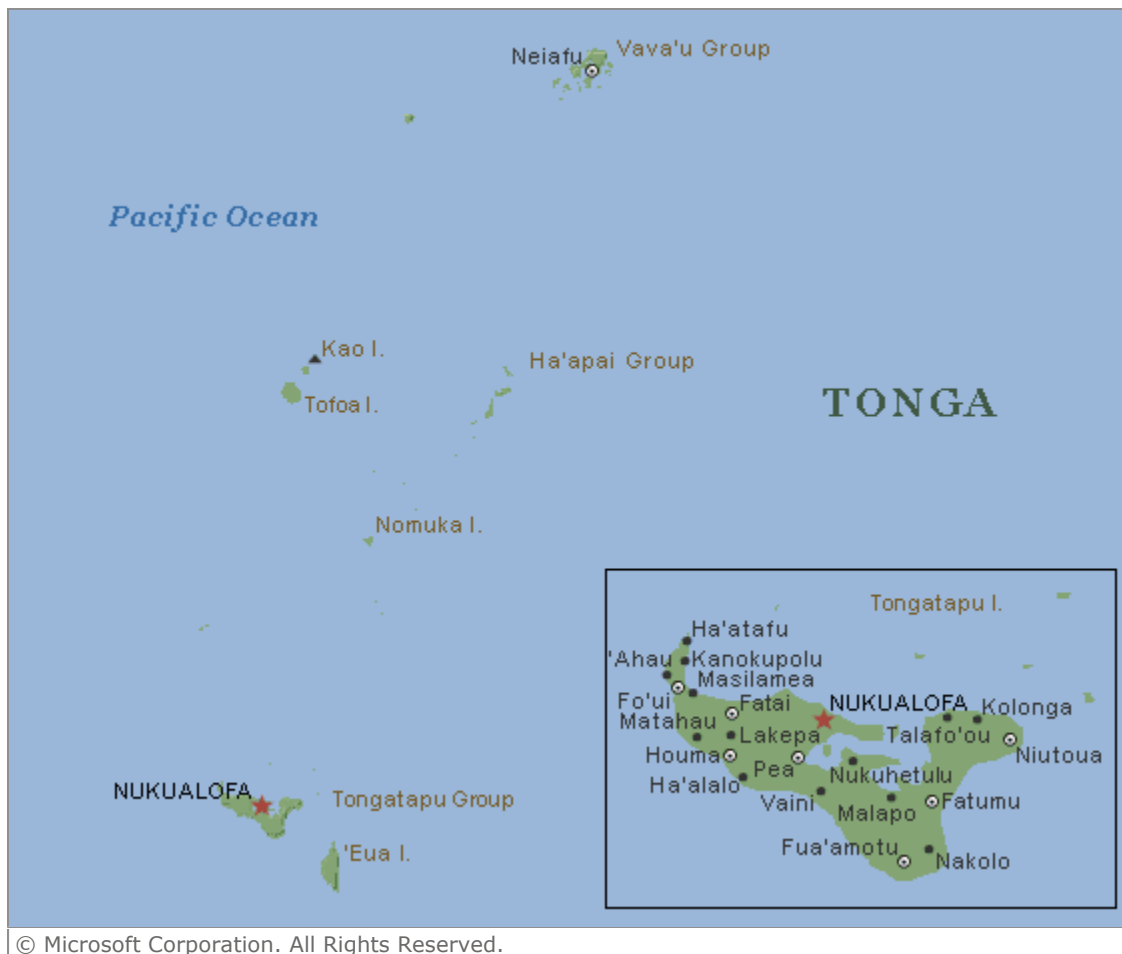 Neiafu
Vava'u Group
Pacific Ocean
Kao I.
Ha'apai Group
TONGA
Tofoa I.
Nomuka I.
Tongatapu I.
Ha'atafu
'Ahau
Kanokupolu
Masilamea
Fo'ui
Fatai
NUKUALOFA
Kolonga
Matahau
Lakepa
Talafo'ou
Houma
Niutoua
Pea
Nukuhetulu
Ha'alalo
Vaini
Malapo
Fatumu
Fua'amotu
Nakolo
NUKUALOFA
Tongatapu Group
'Eua I.
© Microsoft Corporation. All Rights Reserved.